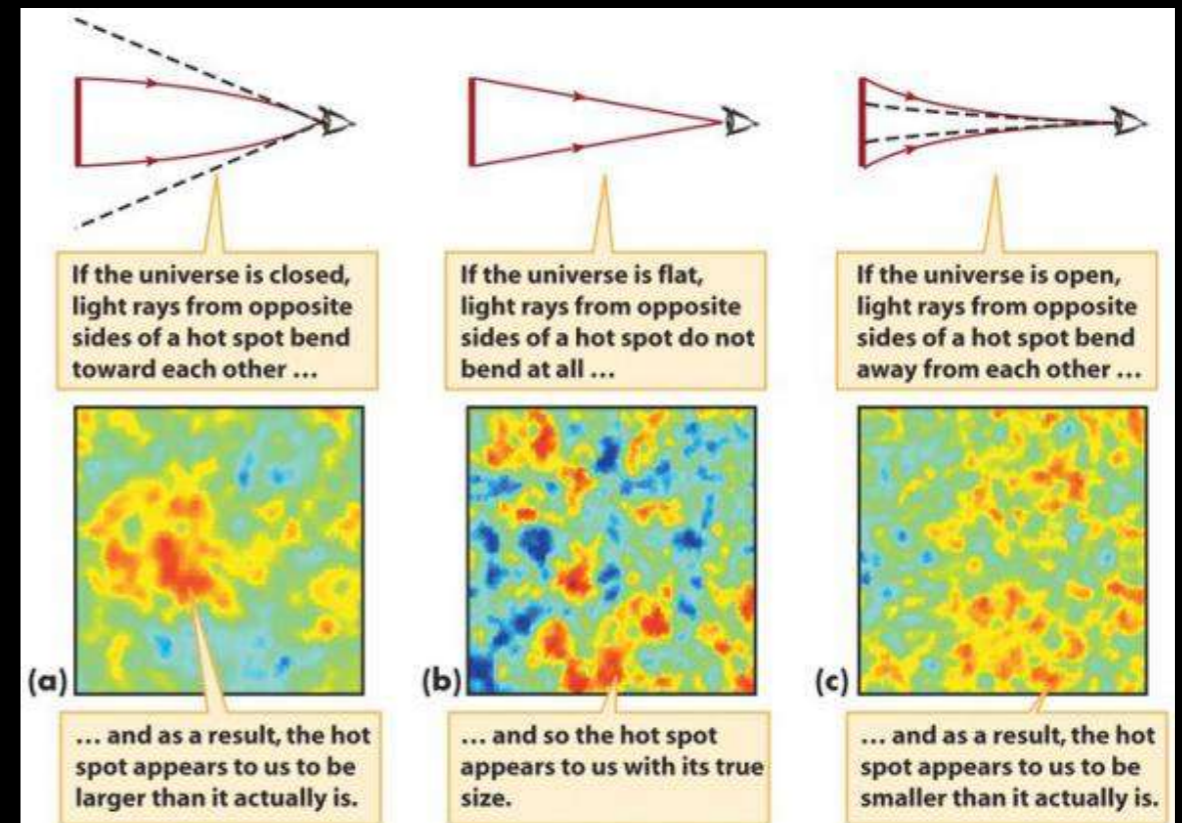 If the universe is closed,
light rays from opposite
sides of a hot spot bend
toward each other ...
If the universe is flat,
light rays from opposite
sides of a hot spot do not
bend at all ...
If the universe is open,
light rays from opposite
sides of a hot spot bend
away from each other ...
(a)
(b)
(c)
... and as a result, the hot
spot appears to us to be
larger than it actually is.
... and so the hot spot
appears to us with its true
size.
... and as a result, the hot
spot appears to us to be
smaller than it actually is.